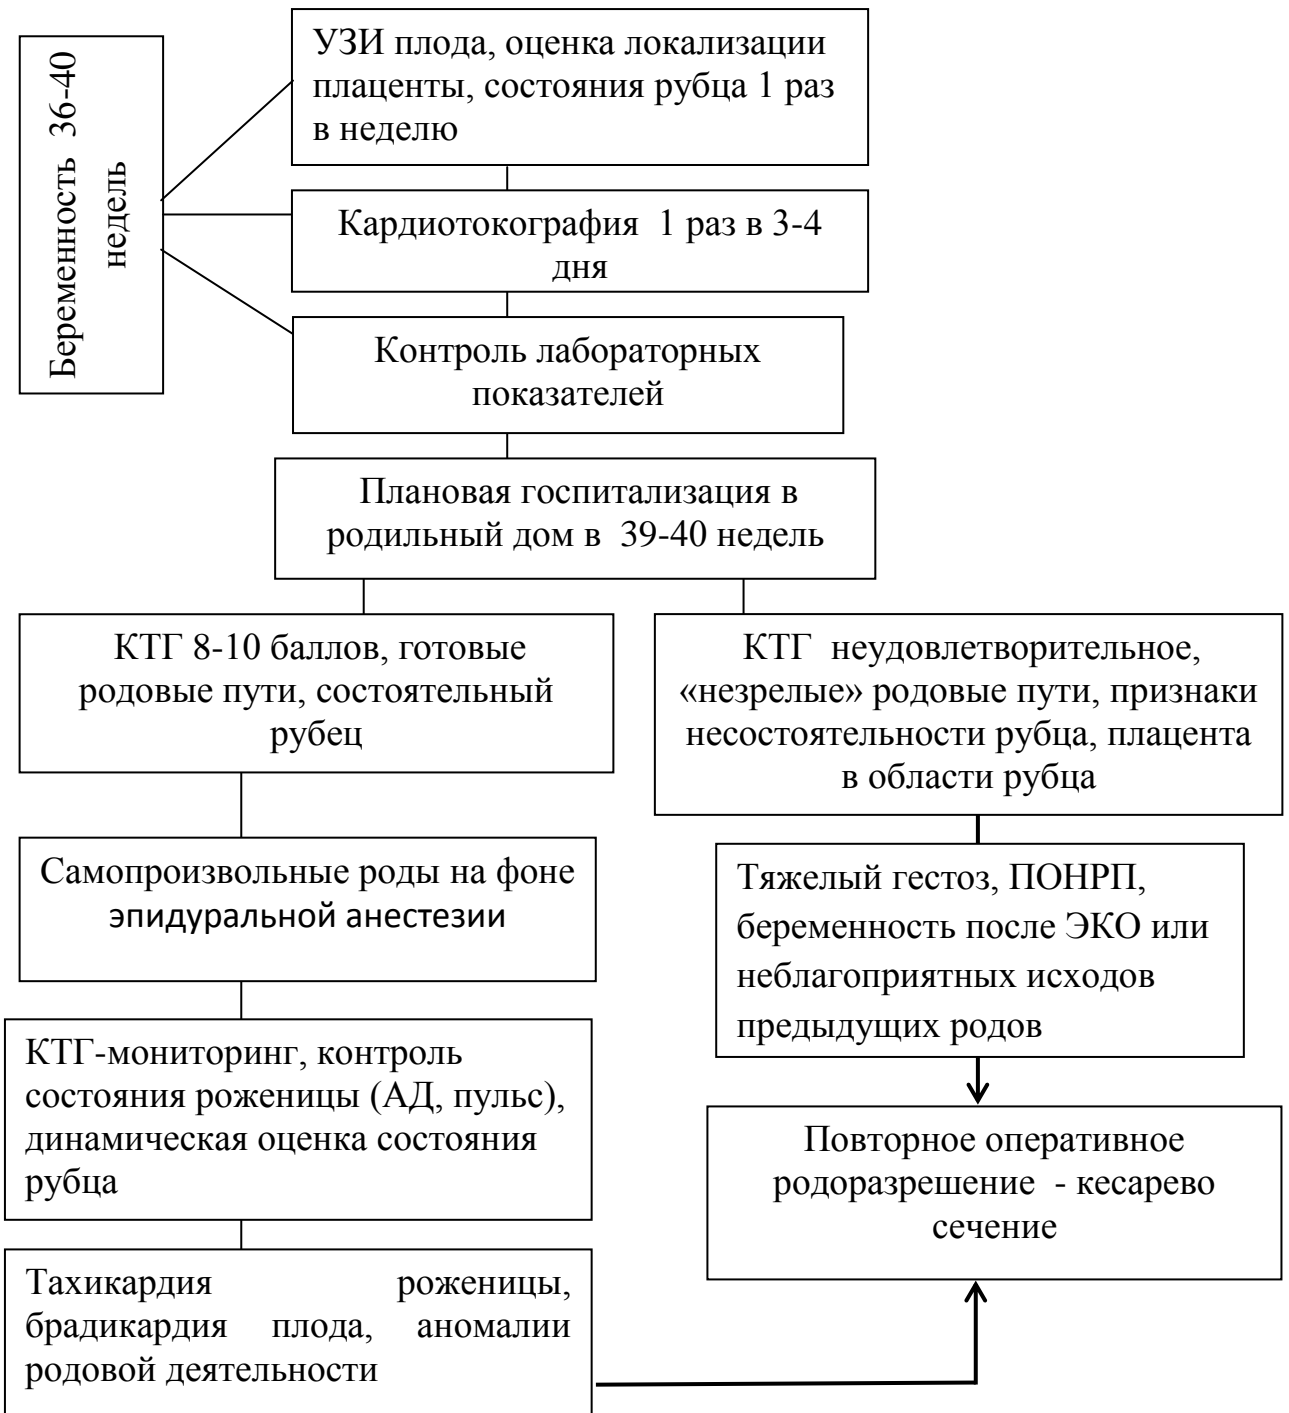 Беременность 36-40
недель
УЗИ плода, оценка локализации
плаценты, состояния рубца 1 раз
в неделю
Кардиотокография 1 раз в 3-4
дня
Контроль лабораторных
показателей
Плановая госпитализация в
родильный дом в 39-40 недель
КТГ 8-10 баллов, готовые
родовые пути, состоятельный
рубец
КТГ неудовлетворительное,
«незрелые» родовые пути, признаки
несостоятельности рубца, плацента
в области рубца
Самопроизвольные роды на фоне
эпидуральной анестезии
Тяжелый гестоз, ПОНРП,
беременность после ЭКО или
неблагоприятных исходов
предыдущих родов
КТГ-мониторинг, контроль
состояния роженицы (АД, пульс),
динамическая оценка состояния
рубца
Повторное оперативное
родоразрешение - кесарево
сечение
Тахикардия роженицы,
брадикардия плода, аномалии
родовой деятельности